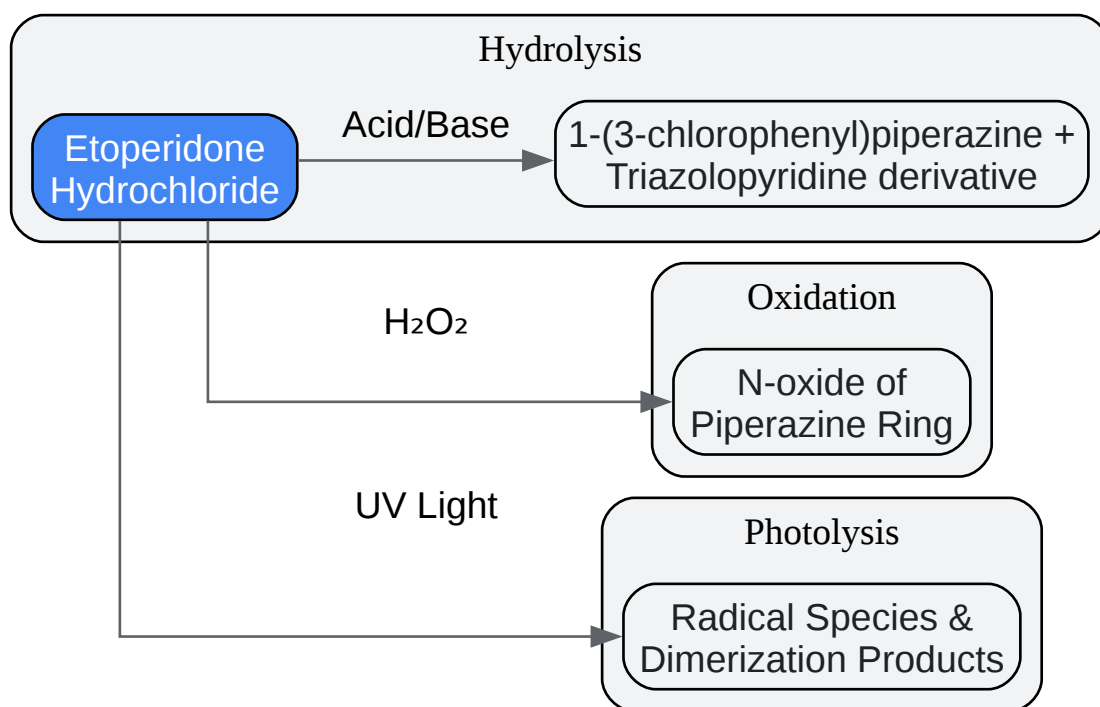 Hydrolysis
Etoperidone
Hydrochloride
Acid/Base
1-(3-chlorophenyl)piperazine +
Triazolopyridine derivative
Oxidation
H₂O₂
N-oxide of
Piperazine Ring
UV Light
Photolysis
Radical Species &
Dimerization Products